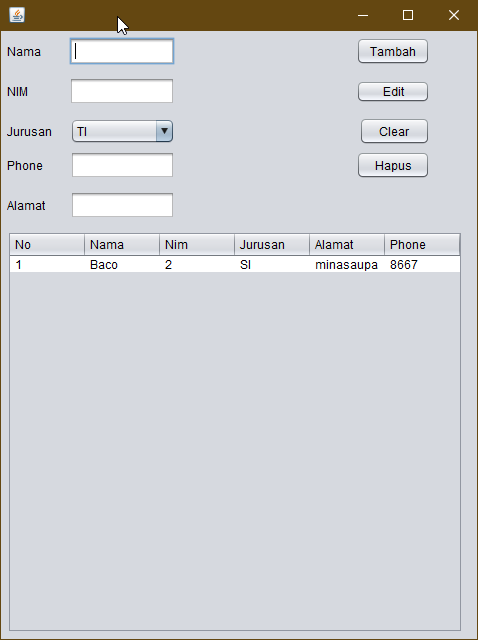 Nama Tambah
NIM Edit
Jurusan TI Clear
Phone Hapus
Alamat
No Nama Nim Jurusan Alamat Phone
1 Baco 2 SI minasaupa 8667